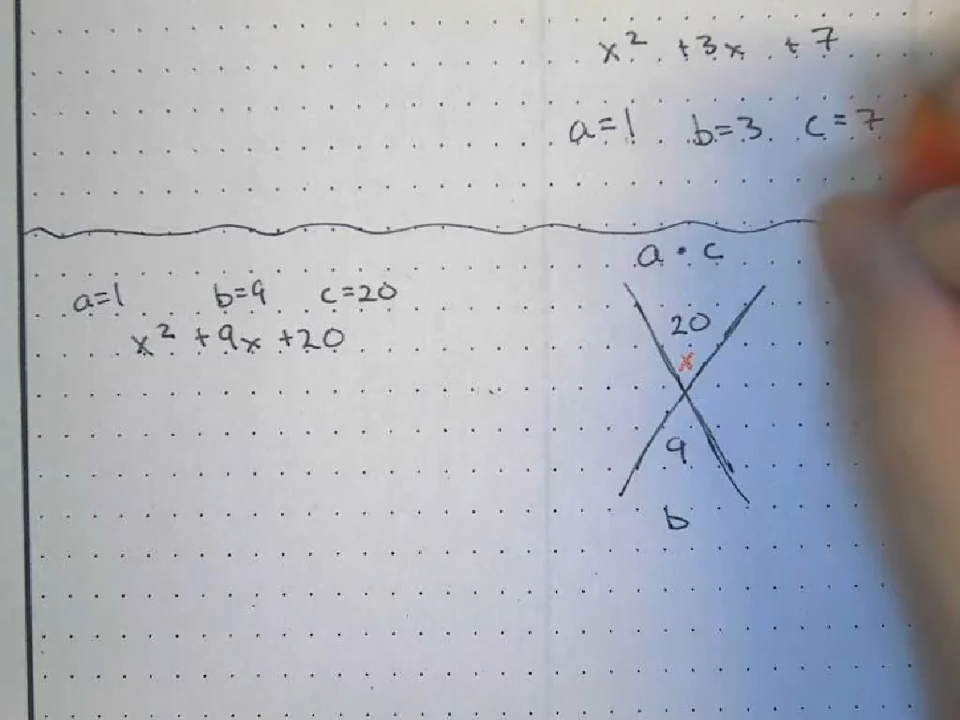 x² +3x +7
a=1 b=3 c=7
a · c
a=1 b=9 c=20
x² +9x +20
20
x
9
b